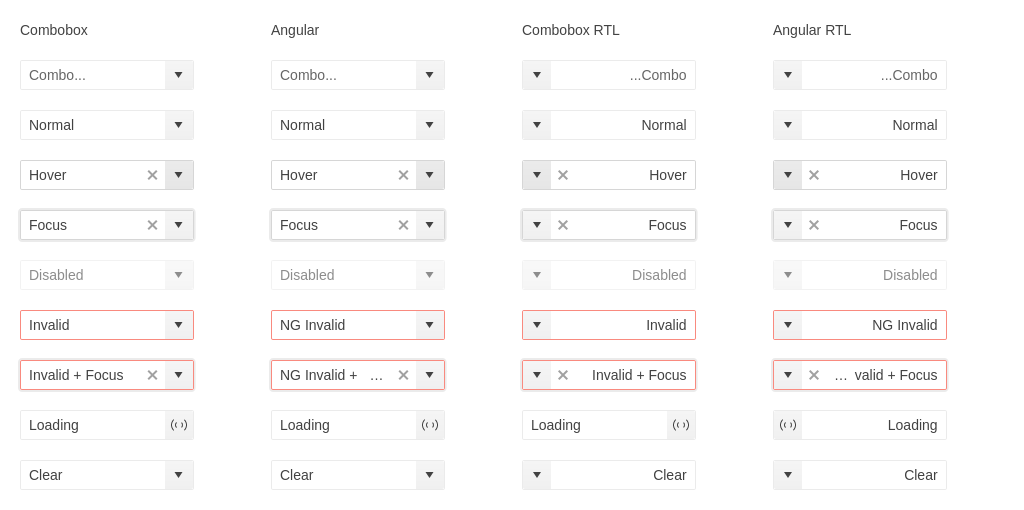 Combobox Angular Combobox RTL Angular RTL
Combo... Combo... ...Combo ...Combo
Normal Normal Normal Normal
Hover Hover Hover Hover
Focus Focus Focus Focus
Disabled Disabled Disabled Disabled
Invalid NG Invalid Invalid NG Invalid
Invalid + Focus NG Invalid + ... Invalid + Focus ... valid + Focus
Loading Loading Loading Loading
Clear Clear Clear Clear